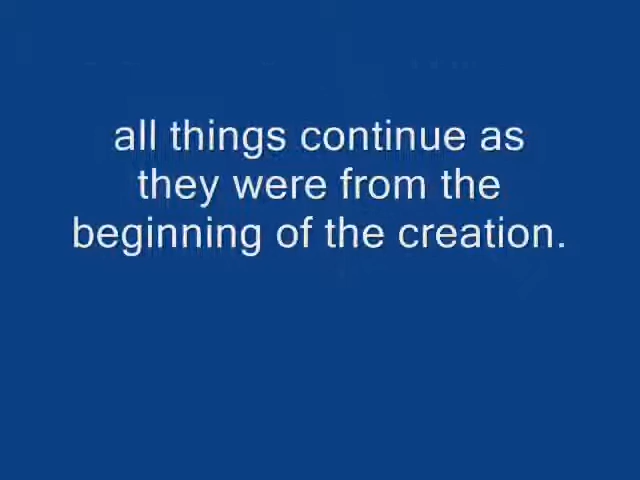 all things continue as
they were from the
beginning of the creation.